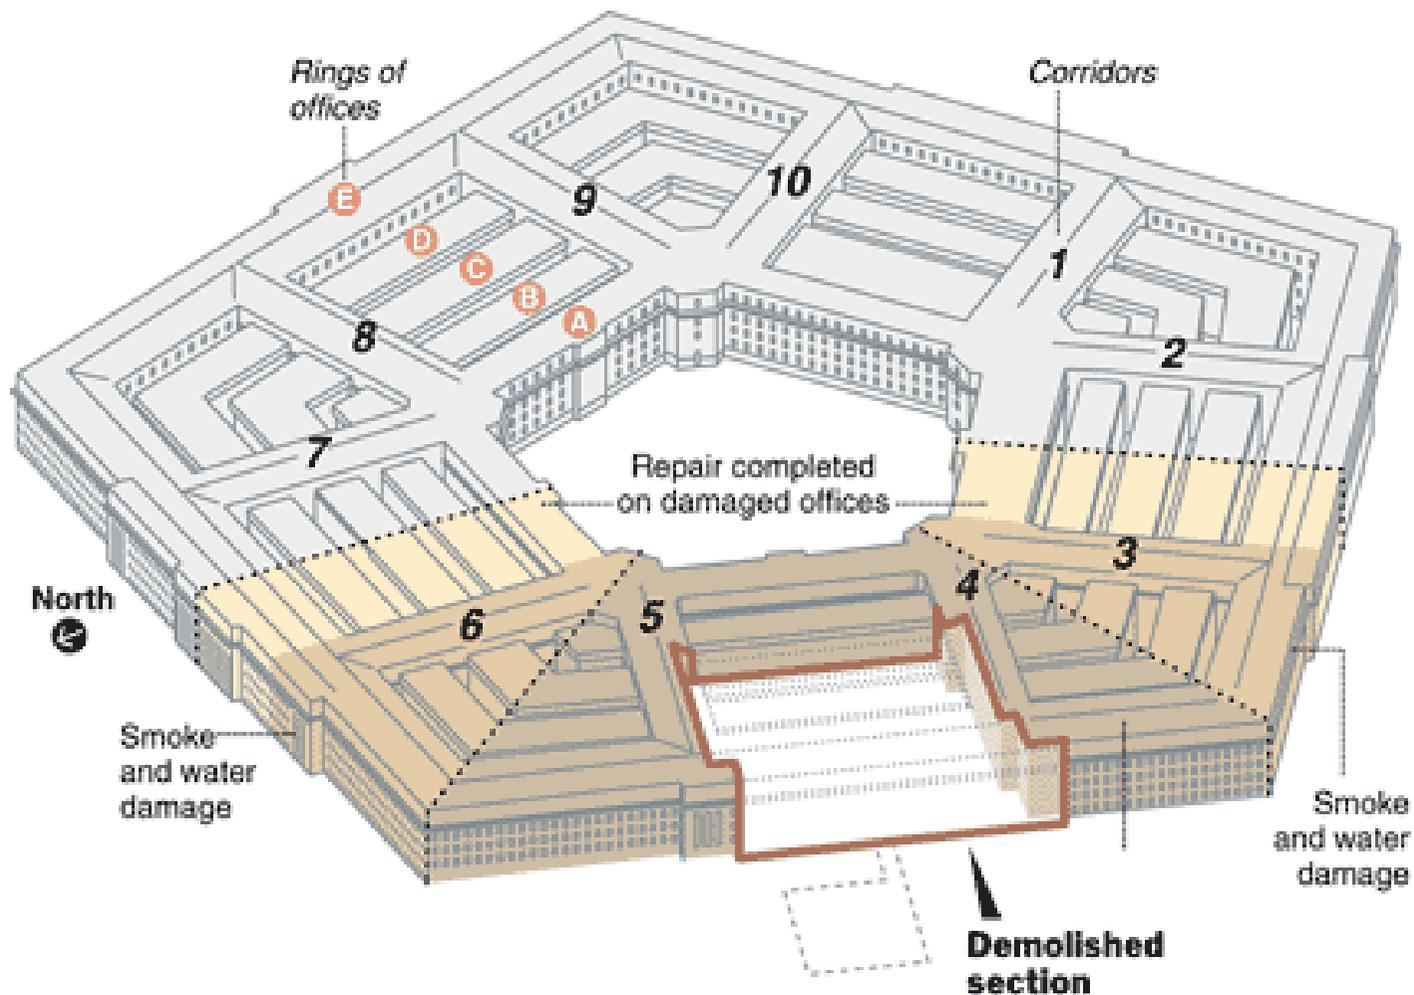 Rings of
offices
Corridors
E
D
C
B
A
9
10
1
8
2
7
Repair completed
on damaged offices
3
4
5
6
North
Smoke
and water
damage
Smoke
and water
damage
Demolished
section